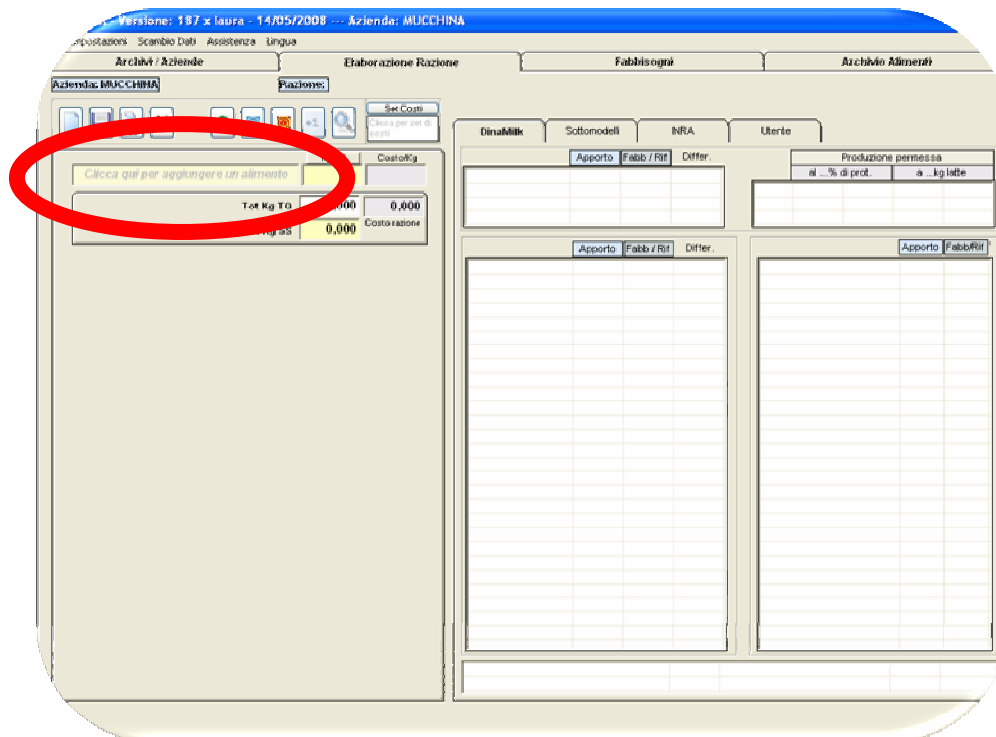 - Versione: 187 x laura - 14/05/2008 --- Azienda: MUCCHINA
Impostazioni Scambio Dati Assistenza Lingua
Archivi / Aziende Elaborazione Razione Fabbisogni Archivio Alimenti
Azienda: MUCCHINA Razione:
Set Costi
Clicca per set di costi
+1
DinaMilk Sottomodelli INRA Utente
Costo/Kg
Clicca qui per aggiungere un alimento
Apporto Fabb / Rif Differ.
Produzione permessa
al ...% di prot. a ...kg latte
Tot Kg TQ 0,000
Costo razione
Kg SS 0,000
Apporto Fabb / Rif Differ.
Apporto Fabb/Rif